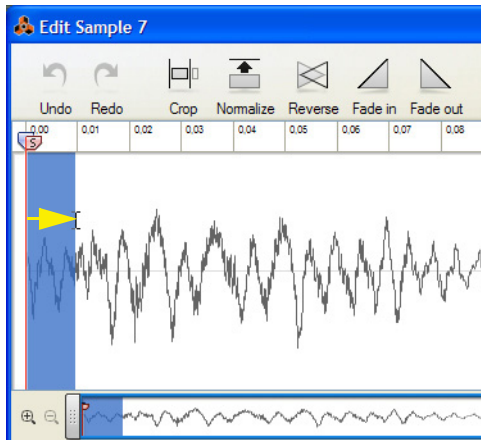 Edit Sample 7
Undo Redo Crop Normalize Reverse Fade in Fade out
0,00 0,01 0,02 0,03 0,04 0,05 0,06 0,07 0,08
S